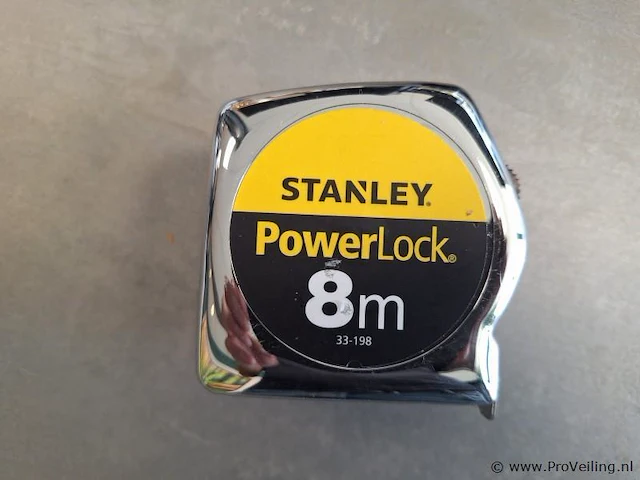 STANLEY®
PowerLock®
8m
33-198
© www.ProVeiling.nl